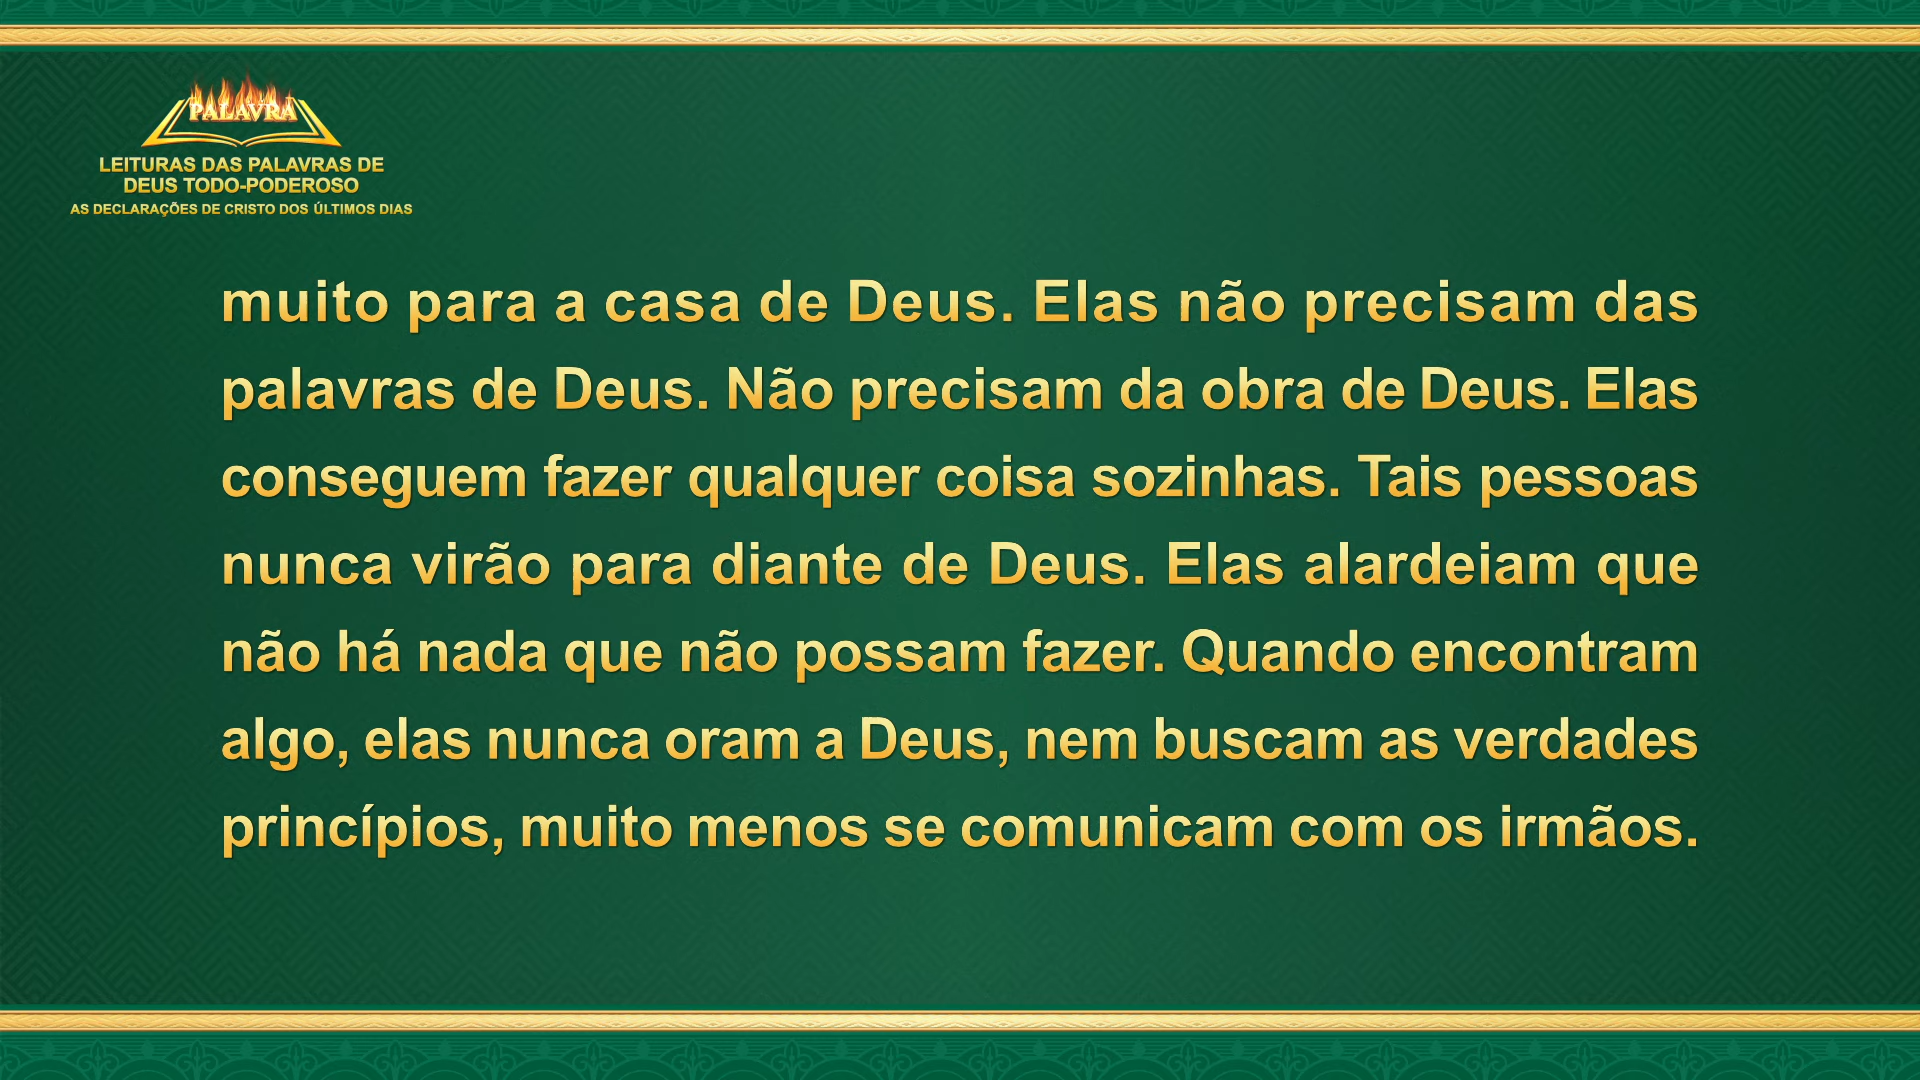 PALAVRA
LEITURAS DAS PALAVRAS DE
DEUS TODO-PODEROSO
AS DECLARAÇÕES DE CRISTO DOS ÚLTIMOS DIAS
muito para a casa de Deus. Elas não precisam das
palavras de Deus. Não precisam da obra de Deus. Elas
conseguem fazer qualquer coisa sozinhas. Tais pessoas
nunca virão para diante de Deus. Elas alardeiam que
não há nada que não possam fazer. Quando encontram
algo, elas nunca oram a Deus, nem buscam as verdades
princípios, muito menos se comunicam com os irmãos.